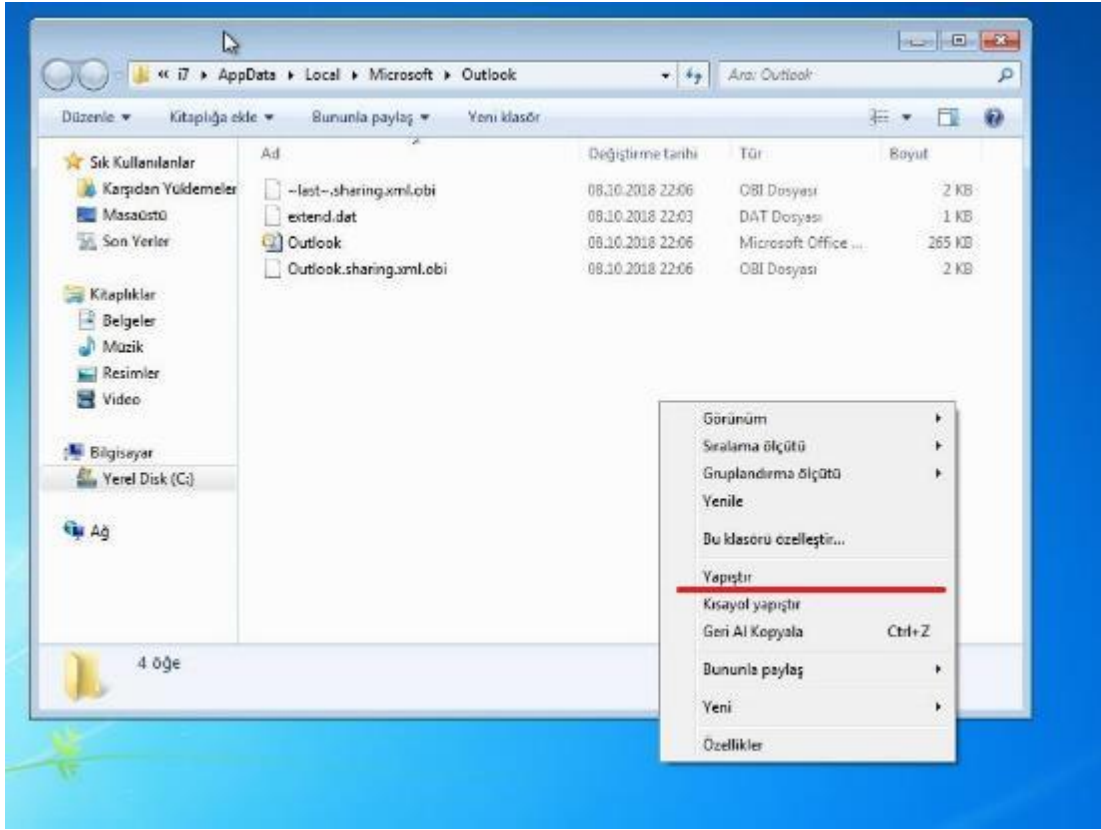 « i7 ▸ AppData ▸ Local ▸ Microsoft ▸ Outlook
Ara: Outlook
Düzenle Kitaplığa ekle Bununla paylaş Yeni klasör
Sık Kullanılanlar
Karşıdan Yüklemeler
Masaüstü
Son Yerler
Kitaplıklar
Belgeler
Müzik
Resimler
Video
Bilgisayar
Yerel Disk (C:)
Ağ
Ad Değiştirme tarihi Tür Boyut
~last~.sharing.xml.obi 08.10.2018 22:06 OBI Dosyası 2 KB
extend.dat 08.10.2018 22:03 DAT Dosyası 1 KB
Outlook 08.10.2018 22:06 Microsoft Office ... 265 KB
Outlook.sharing.xml.obi 08.10.2018 22:06 OBI Dosyası 2 KB
Görünüm
Sıralama ölçütü
Gruplandırma ölçütü
Yenile
Bu klasörü özelleştir...
Yapıştır
Kısayol yapıştır
Geri Al Kopyala Ctrl+Z
Bununla paylaş
Yeni
Özellikler
4 öğe